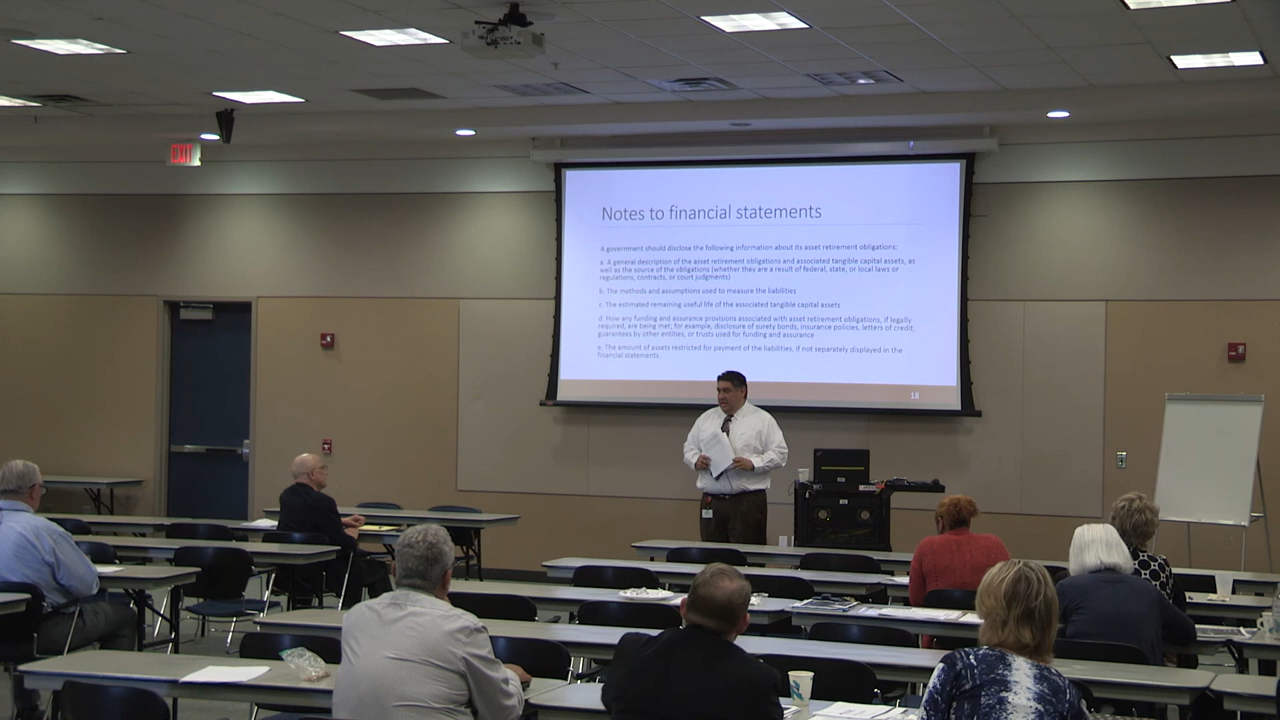 EXIT
Notes to financial statements
A government should disclose the following information about its asset retirement obligations:
a. A general description of the asset retirement obligations and associated tangible capital assets, as
well as the source of the obligations (whether they are a result of federal, state, or local laws or
regulations, contracts, or court judgments)
b. The methods and assumptions used to measure the liabilities
c. The estimated remaining useful life of the associated tangible capital assets
d. How any funding and assurance provisions associated with asset retirement obligations, if legally
required, are being met; for example, disclosure of surety bonds, insurance policies, letters of credit,
guarantees by other entities, or trusts used for funding and assurance
e. The amount of assets restricted for payment of the liabilities, if not separately displayed in the
financial statements.
18